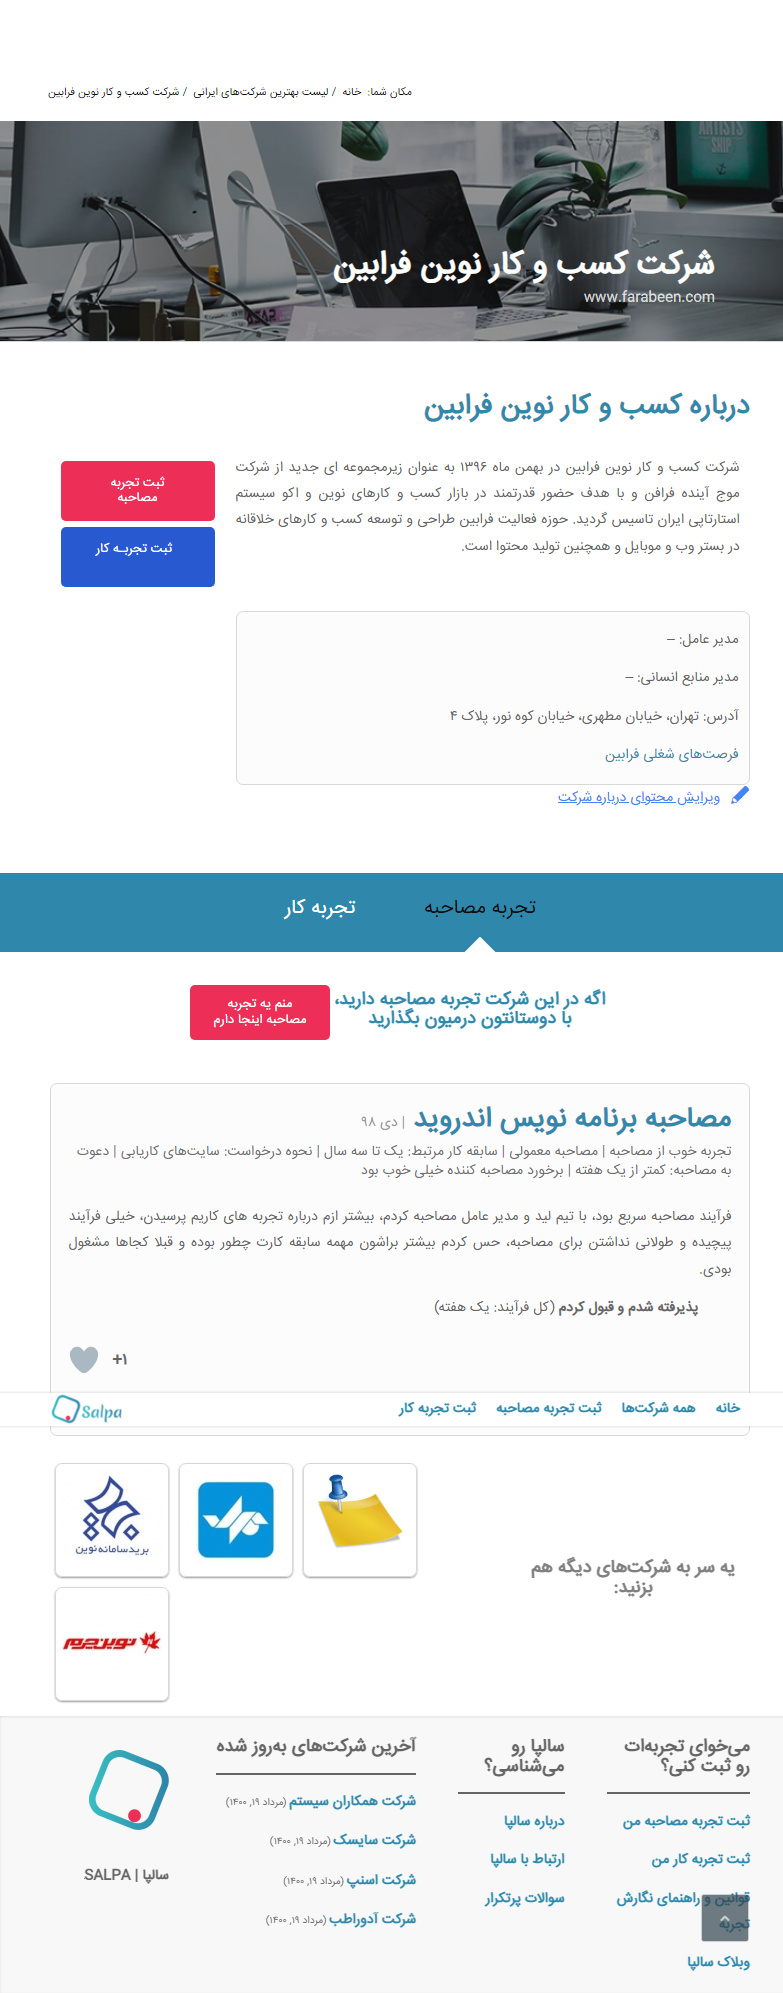 مکان شما: خانه / لیست بهترین شرکت‌های ایرانی / شرکت کسب و کار نوین فرابین
ARTISTS
SHIP
شرکت کسب و کار نوین فرابین
www.farabeen.com
درباره کسب و کار نوین فرابین
شرکت کسب و کار نوین فرابین در بهمن ماه ۱۳۹۶ به عنوان زیرمجموعه ای جدید از شرکت
موج آینده فرافن و با هدف حضور قدرتمند در بازار کسب و کارهای نوین و اکو سیستم
استارتاپی ایران تاسیس گردید. حوزه فعالیت فرابین طراحی و توسعه کسب و کارهای خلاقانه
در بستر وب و موبایل و همچنین تولید محتوا است.
ثبت تجربه
مصاحبه
ثبت تجربـه کار
مدیر عامل: –
مدیر منابع انسانی: –
آدرس: تهران، خیابان مطهری، خیابان کوه نور، پلاک ۴
فرصت‌های شغلی فرابین
ویرایش محتوای درباره شرکت
تجربه مصاحبه
تجربه کار
اگه در این شرکت تجربه مصاحبه دارید،
با دوستانتون درمیون بگذارید
منم یه تجربه
مصاحبه اینجا دارم
مصاحبه برنامه نویس اندروید | دی ۹۸
تجربه خوب از مصاحبه | مصاحبه معمولی | سابقه کار مرتبط: یک تا سه سال | نحوه درخواست: سایت‌های کاریابی | دعوت
به مصاحبه: کمتر از یک هفته | برخورد مصاحبه کننده خیلی خوب بود
فرآیند مصاحبه سریع بود، با تیم لید و مدیر عامل مصاحبه کردم، بیشتر ازم درباره تجربه های کاریم پرسیدن، خیلی فرآیند
پیچیده و طولانی نداشتن برای مصاحبه، حس کردم بیشتر براشون مهمه سابقه کارت چطور بوده و قبلا کجاها مشغول
بودی.
پذیرفته شدم و قبول کردم (کل فرآیند: یک هفته)
+۱
خانه
همه شرکت‌ها
ثبت تجربه مصاحبه
ثبت تجربه کار
Salpa
یه سر به شرکت‌های دیگه هم
بزنید:
بریدسامانه‌نوین
نوین‌چرم
می‌خوای تجربه‌ات
رو ثبت کنی؟
ثبت تجربه مصاحبه من
ثبت تجربه کار من
قوانین و راهنمای نگارش
تجربه
وبلاک سالپا
سالپا رو
می‌شناسی؟
درباره سالپا
ارتباط با سالپا
سوالات پرتکرار
آخرین شرکت‌های به‌روز شده
شرکت همکاران سیستم (مرداد ۱۹, ۱۴۰۰)
شرکت سایسک (مرداد ۱۹, ۱۴۰۰)
شرکت اسنپ (مرداد ۱۹, ۱۴۰۰)
شرکت آدوراطب (مرداد ۱۹, ۱۴۰۰)
سالپا | SALPA